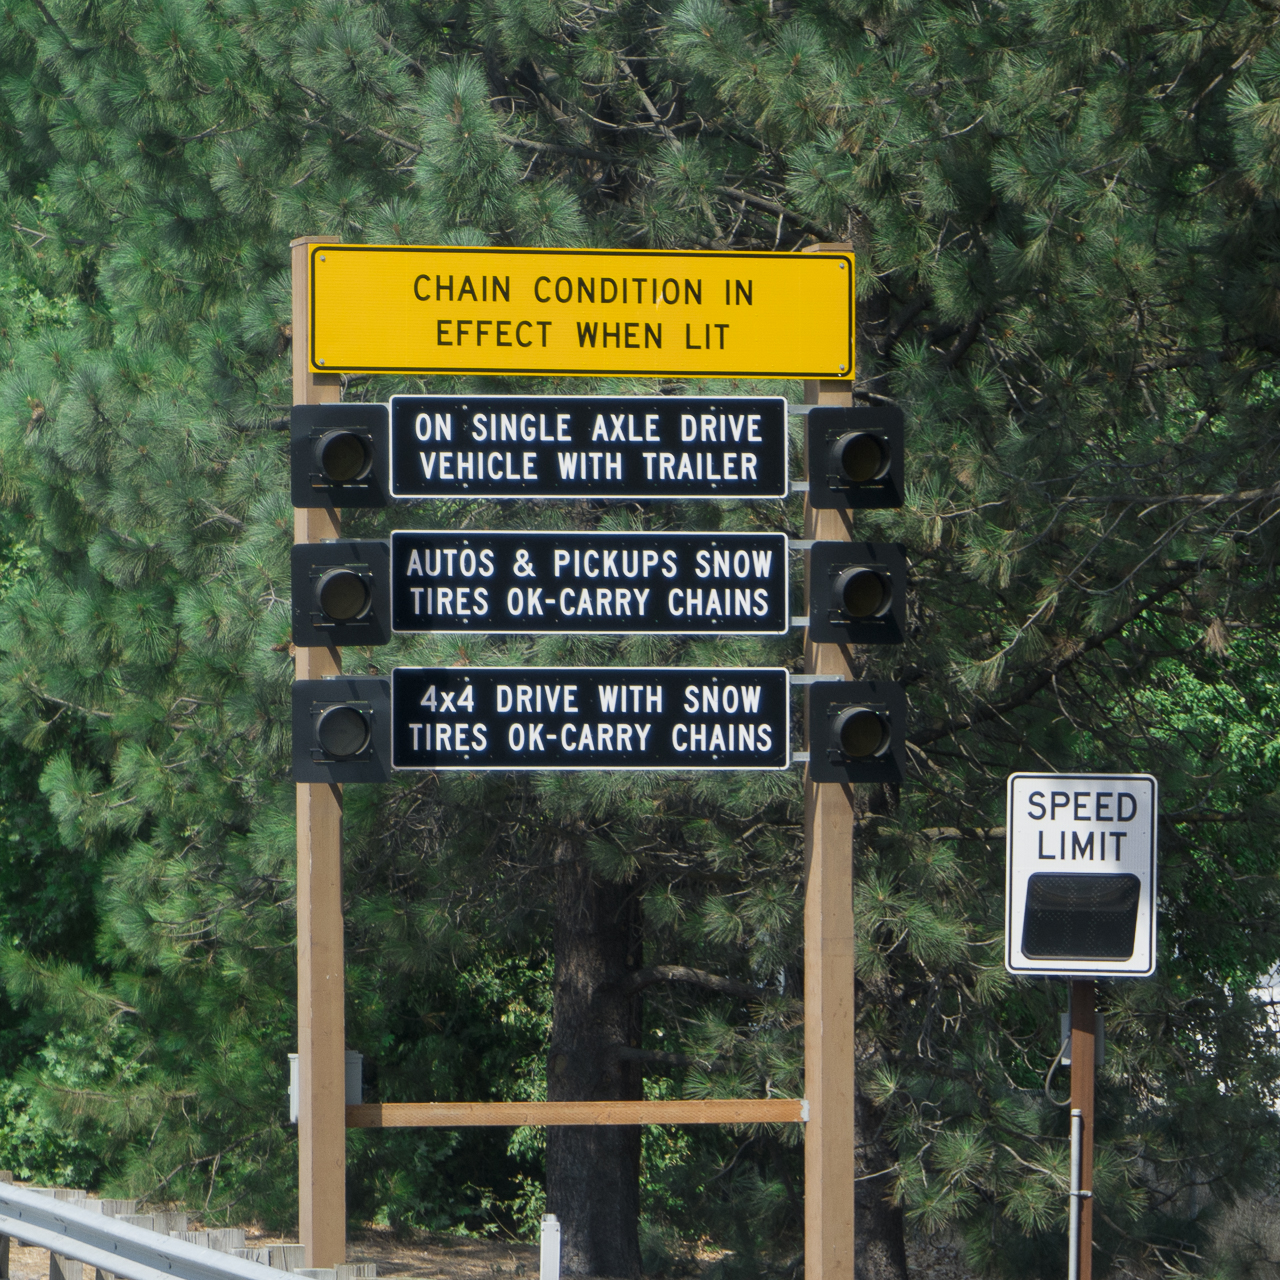 CHAIN CONDITION IN
EFFECT WHEN LIT
ON SINGLE AXLE DRIVE
VEHICLE WITH TRAILER
AUTOS & PICKUPS SNOW
TIRES OK-CARRY CHAINS
4x4 DRIVE WITH SNOW
TIRES OK-CARRY CHAINS
SPEED
LIMIT